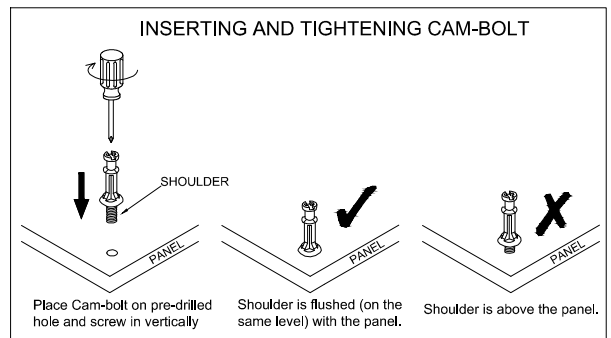 INSERTING AND TIGHTENING CAM-BOLT
SHOULDER
PANEL
PANEL
PANEL
Place Cam-bolt on pre-drilled
hole and screw in vertically
Shoulder is flushed (on the
same level) with the panel.
Shoulder is above the panel.